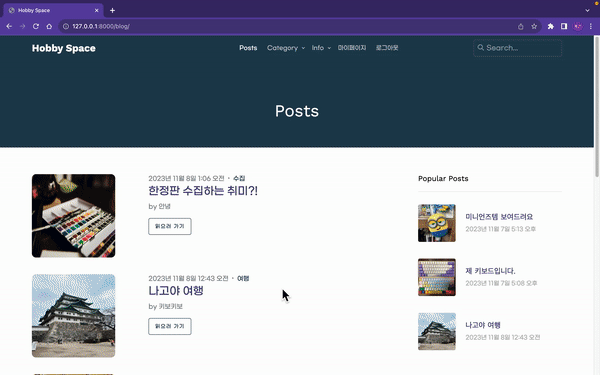 Hobby Space
127.0.0.1:8000/blog/
Hobby Space
Posts Category Info 마이페이지 로그아웃
Search...
Posts
2023년 11월 8일 1:06 오전 • 수집
한정판 수집하는 취미?!
by 안녕
읽으러 가기
2023년 11월 8일 12:43 오전 • 여행
나고야 여행
by 키보키보
읽으러 가기
Popular Posts
미니언즈템 보여드려요
2023년 11월 7일 5:13 오후
제 키보드입니다.
2023년 11월 7일 5:08 오후
나고야 여행
2023년 11월 8일 12:43 오전